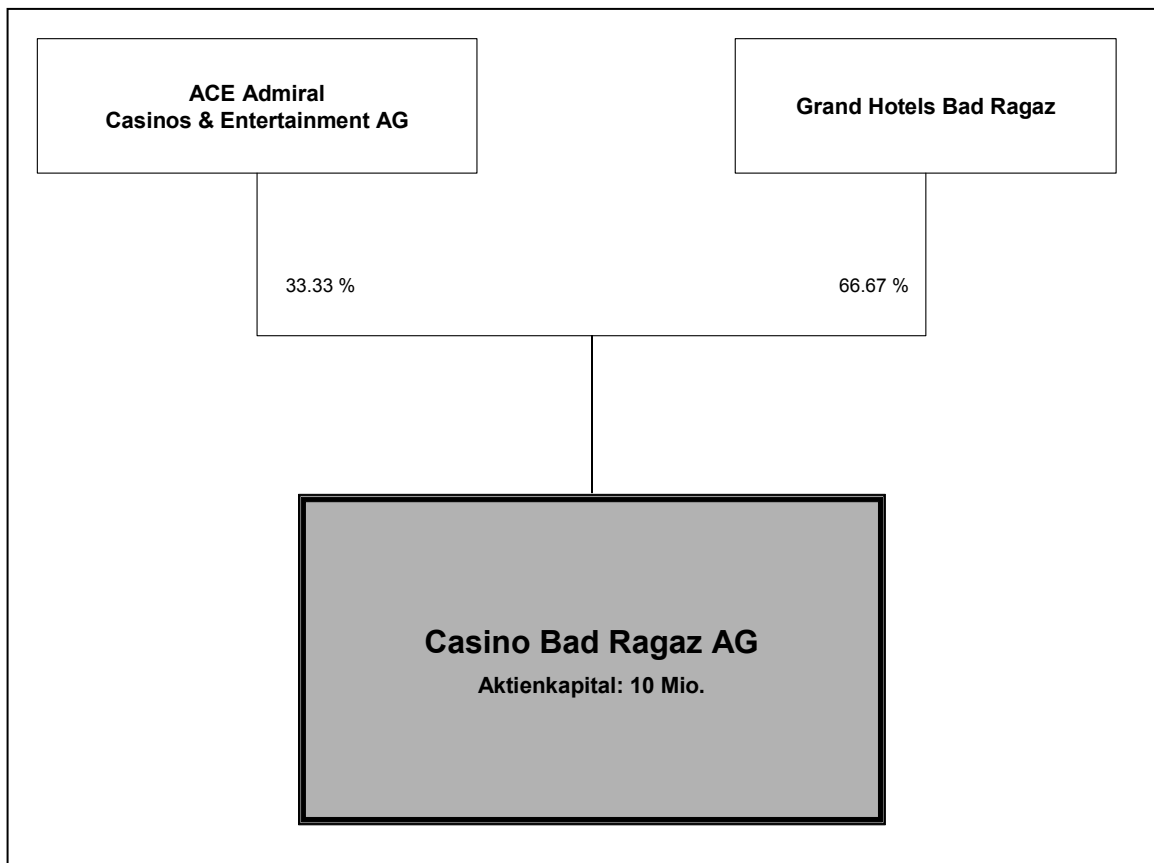 ACE Admiral
Casinos & Entertainment AG
Grand Hotels Bad Ragaz
33.33 %
66.67 %
Casino Bad Ragaz AG
Aktienkapital: 10 Mio.